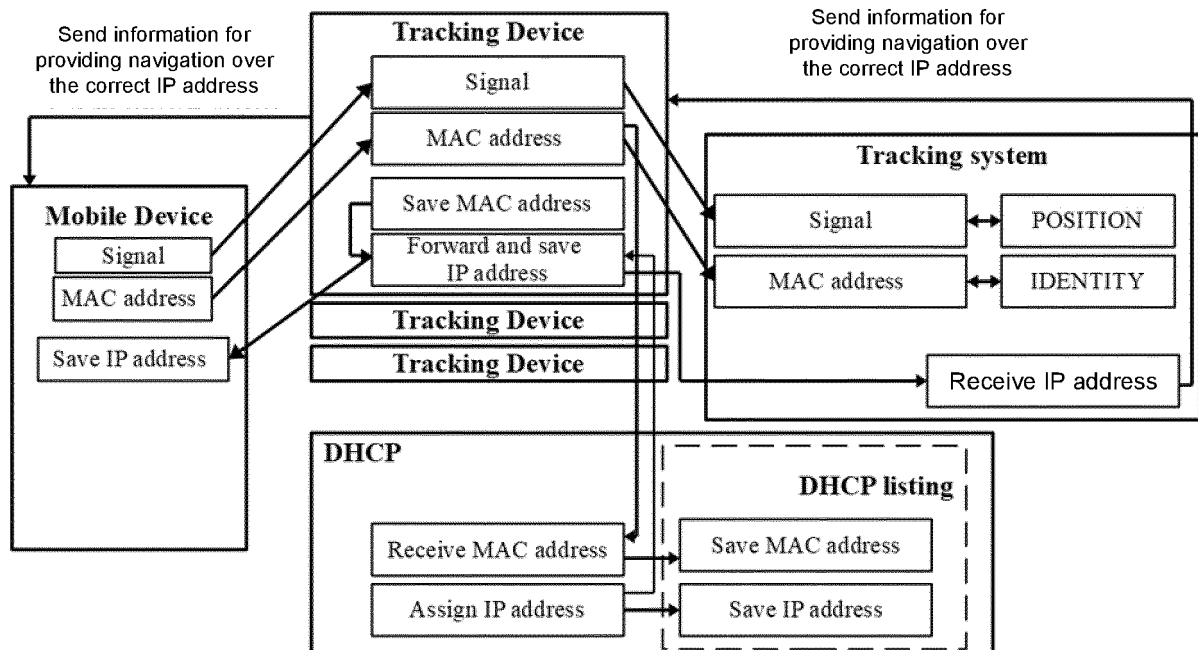 Send information for
providing navigation over
the correct IP address
Tracking Device
Signal
MAC address
Save MAC address
Forward and save
IP address
Tracking Device
Tracking Device
Send information for
providing navigation over
the correct IP address
Mobile Device
Signal
MAC address
Save IP address
Tracking system
Signal
POSITION
MAC address
IDENTITY
Receive IP address
DHCP
DHCP listing
Receive MAC address
Save MAC address
Assign IP address
Save IP address